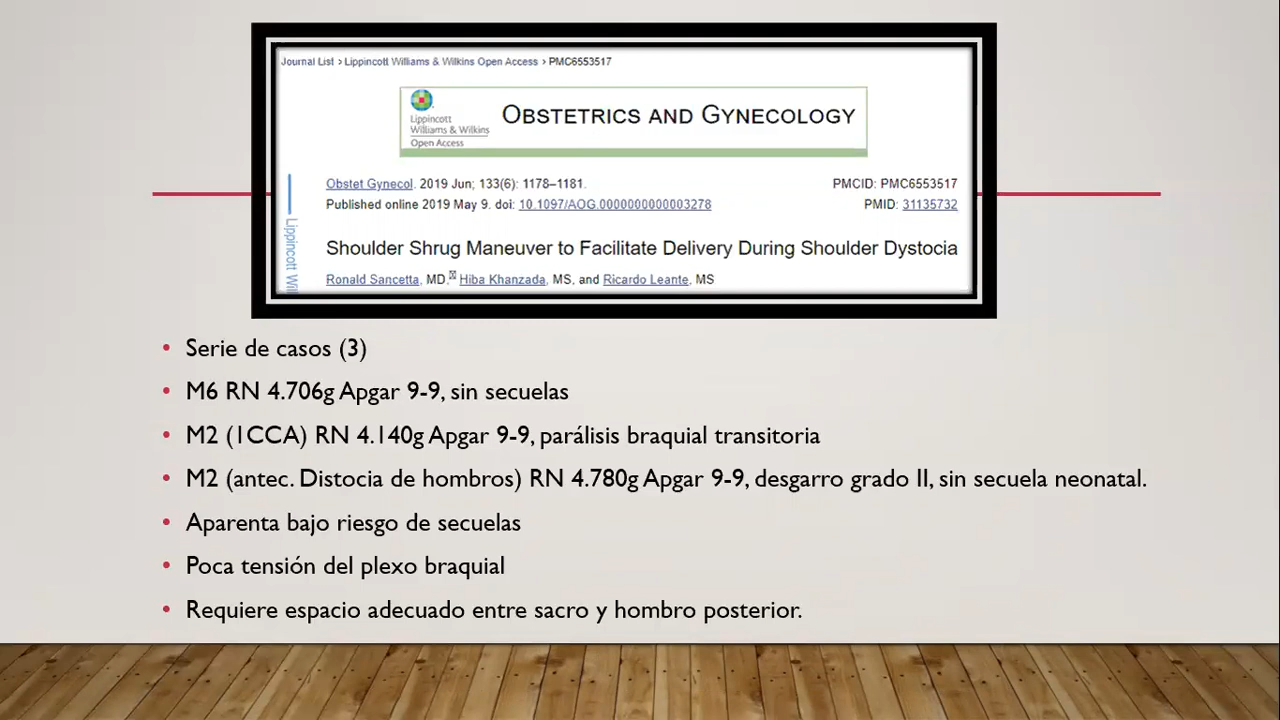 Journal List > Lippincott Williams & Wilkins Open Access > PMC6553517
Lippincott
Williams & Wilkins
Open Access
OBSTETRICS AND GYNECOLOGY
Obstet Gynecol. 2019 Jun; 133(6): 1178–1181.
PMCID: PMC6553517
Published online 2019 May 9. doi: 10.1097/AOG.0000000000003278
PMID: 31135732
Lippincott Wil
Shoulder Shrug Maneuver to Facilitate Delivery During Shoulder Dystocia
Ronald Sancetta, MD, Hiba Khanzada, MS, and Ricardo Leante, MS
• Serie de casos (3)
• M6 RN 4.706g Apgar 9-9, sin secuelas
• M2 (1CCA) RN 4.140g Apgar 9-9, parálisis braquial transitoria
• M2 (antec. Distocia de hombros) RN 4.780g Apgar 9-9, desgarro grado II, sin secuela neonatal.
• Aparenta bajo riesgo de secuelas
• Poca tensión del plexo braquial
• Requiere espacio adecuado entre sacro y hombro posterior.